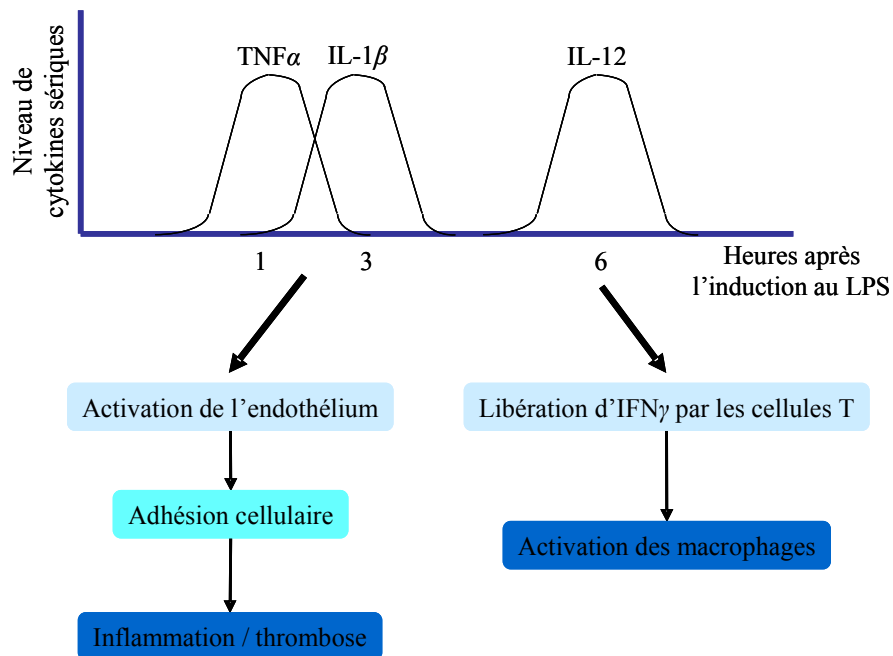 TNFα
IL-1β
IL-12
Niveau de
cytokines sériques
1
3
6
Heures après
l’induction au LPS
Activation de l’endothélium
Libération d’IFNγ par les cellules T
Adhésion cellulaire
Activation des macrophages
Inflammation / thrombose